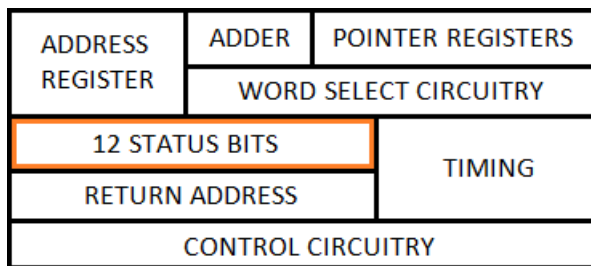 ADDRESS
REGISTER
ADDER
POINTER REGISTERS
WORD SELECT CIRCUITRY
12 STATUS BITS
TIMING
RETURN ADDRESS
CONTROL CIRCUITRY